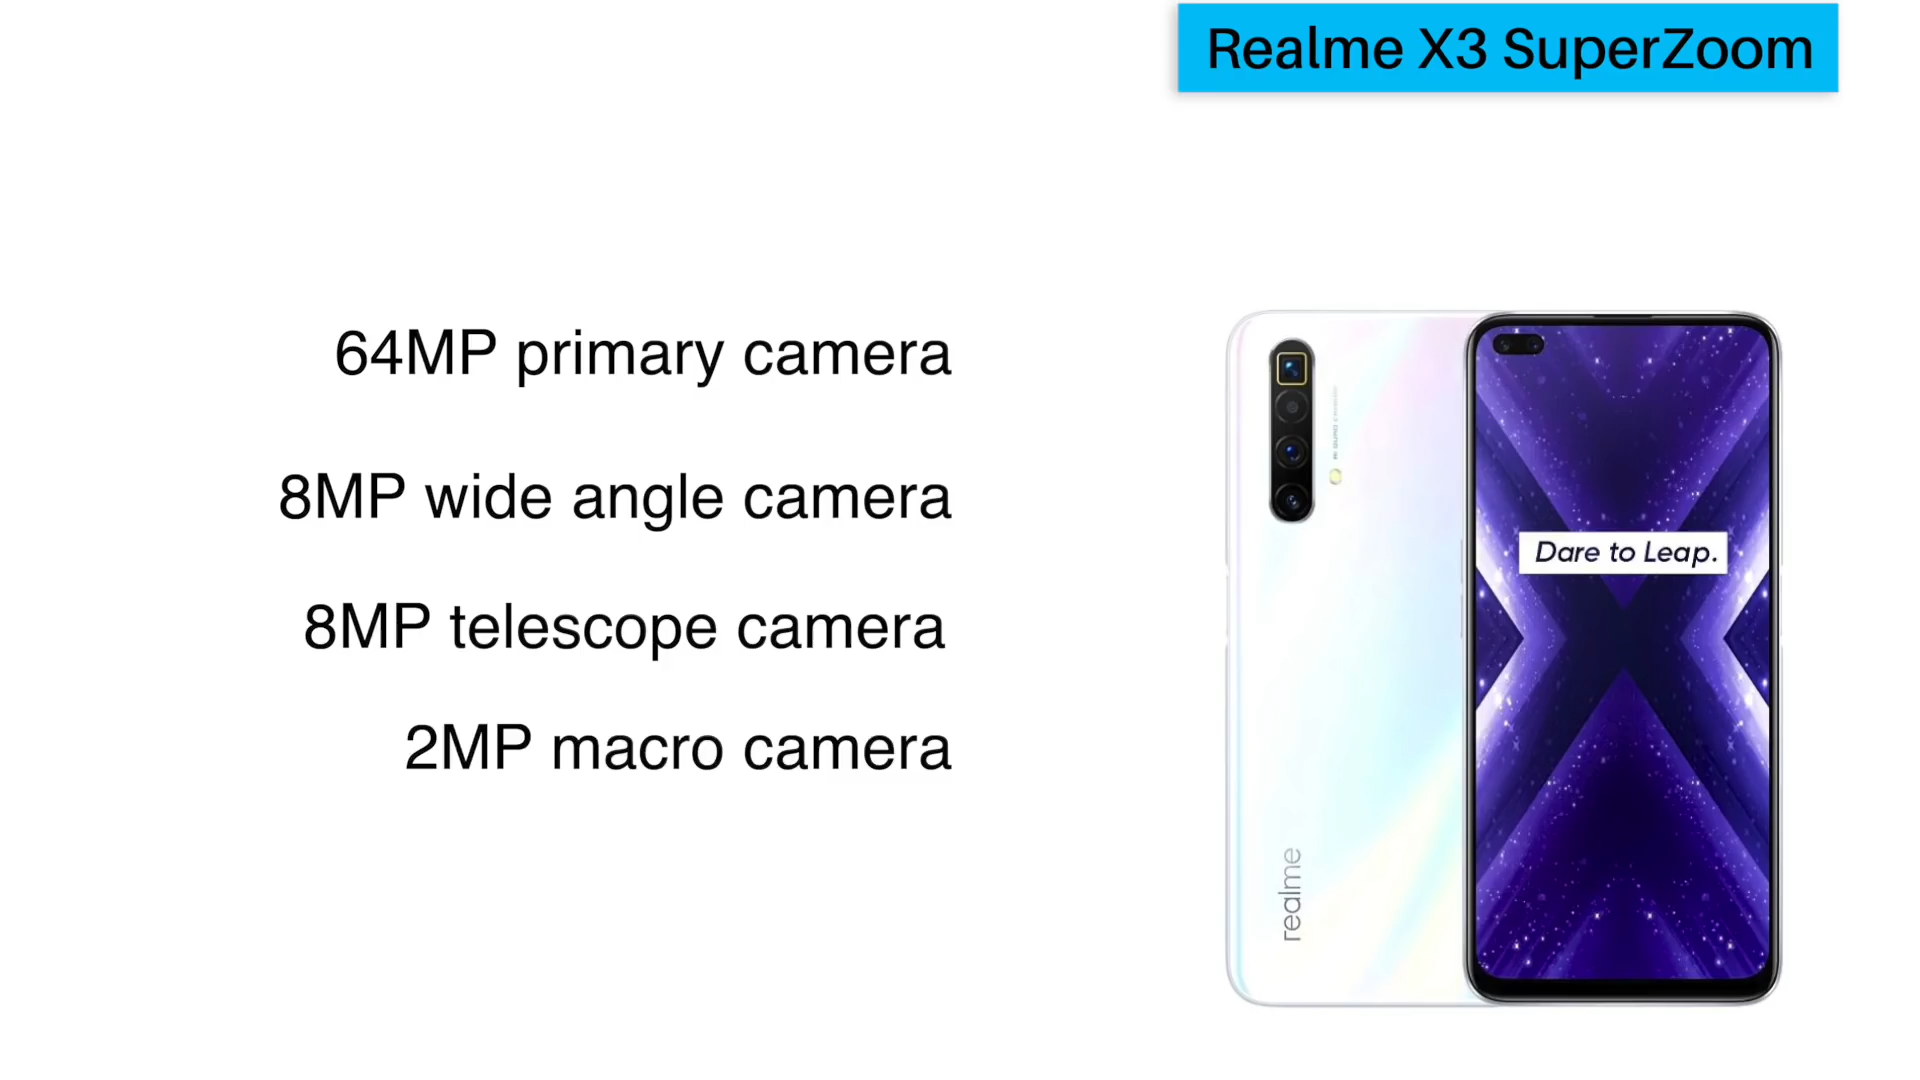 Realme X3 SuperZoom
64MP primary camera
8MP wide angle camera
8MP telescope camera
2MP macro camera
Dare to Leap.
realme